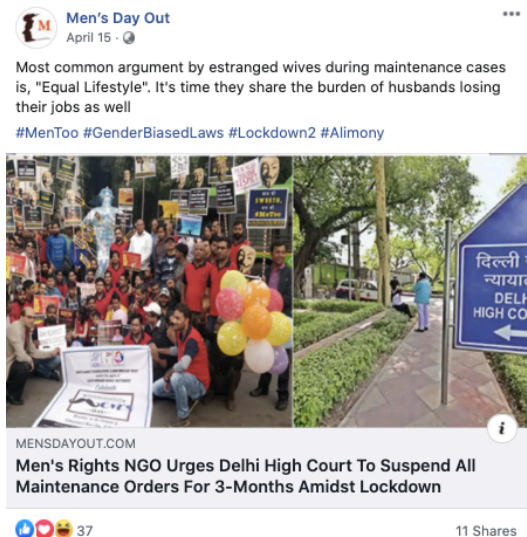 Men's Day Out
April 15
Most common argument by estranged wives during maintenance cases
is, "Equal Lifestyle". It's time they share the burden of husbands losing
their jobs as well
#MenToo #GenderBiasedLaws #Lockdown2 #Alimony
M
SWEETY,
#MeToo
दिल्ली
न्याया
DELH
HIGH CO
MENSDAYOUT.COM
Men's Rights NGO Urges Delhi High Court To Suspend All
Maintenance Orders For 3-Months Amidst Lockdown
37
11 Shares